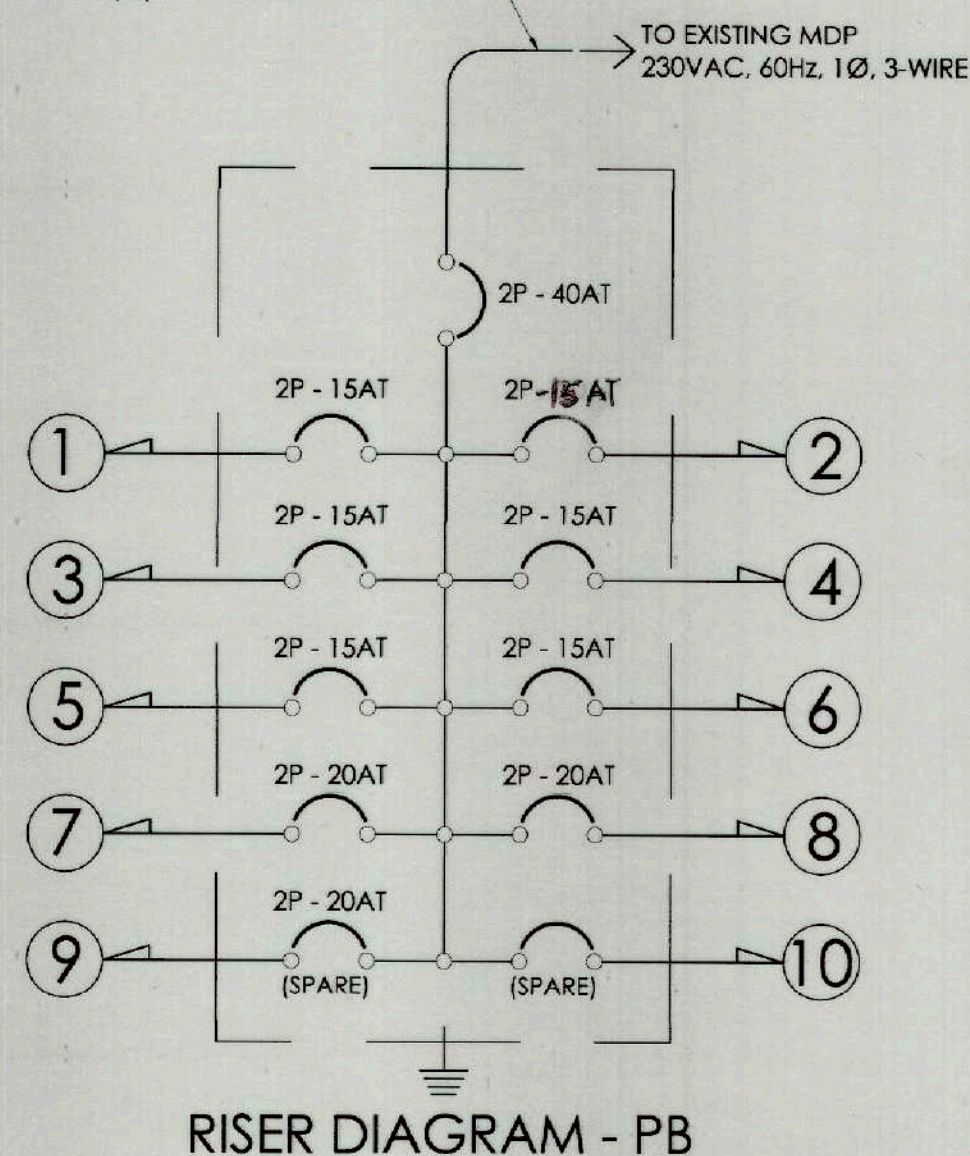 TO EXISTING MDP
230VAC, 60Hz, 1Ø, 3-WIRE
2P - 40AT
2P - 15AT 2P-15 AT
1 2
2P - 15AT 2P - 15AT
3 4
2P - 15AT 2P - 15AT
5 6
2P - 20AT 2P - 20AT
7 8
2P - 20AT
9 10
(SPARE) (SPARE)
RISER DIAGRAM - PB